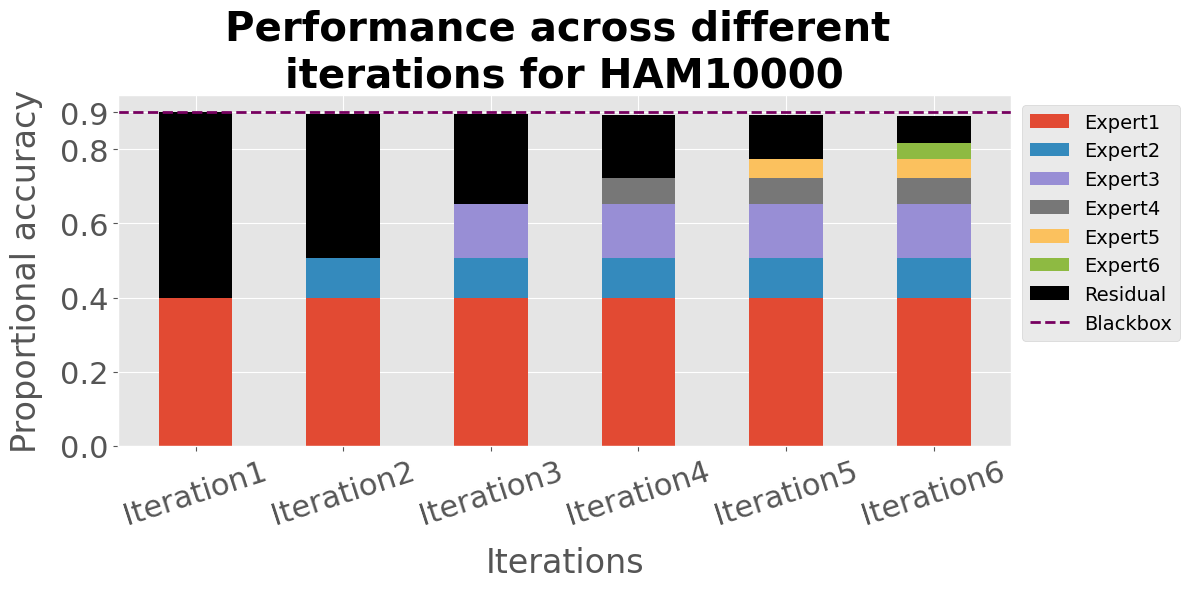 Performance across different
iterations for HAM10000
Proportional accuracy
0.9
0.8
0.6
0.4
0.2
0.0
Iteration1
Iteration2
Iteration3
Iteration4
Iteration5
Iteration6
Iterations
Expert1
Expert2
Expert3
Expert4
Expert5
Expert6
Residual
Blackbox